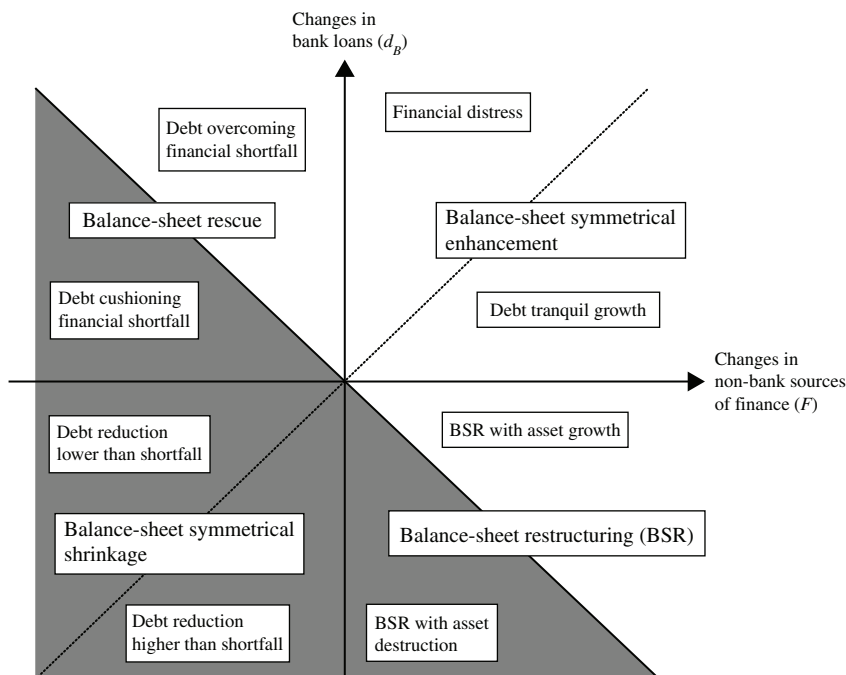 Changes in
bank loans (d_B)
Financial distress
Debt overcoming
financial shortfall
Balance-sheet rescue
Balance-sheet symmetrical
enhancement
Debt cushioning
financial shortfall
Debt tranquil growth
Changes in
non-bank sources
of finance (F)
Debt reduction
lower than shortfall
BSR with asset growth
Balance-sheet symmetrical
shrinkage
Balance-sheet restructuring (BSR)
Debt reduction
higher than shortfall
BSR with asset
destruction